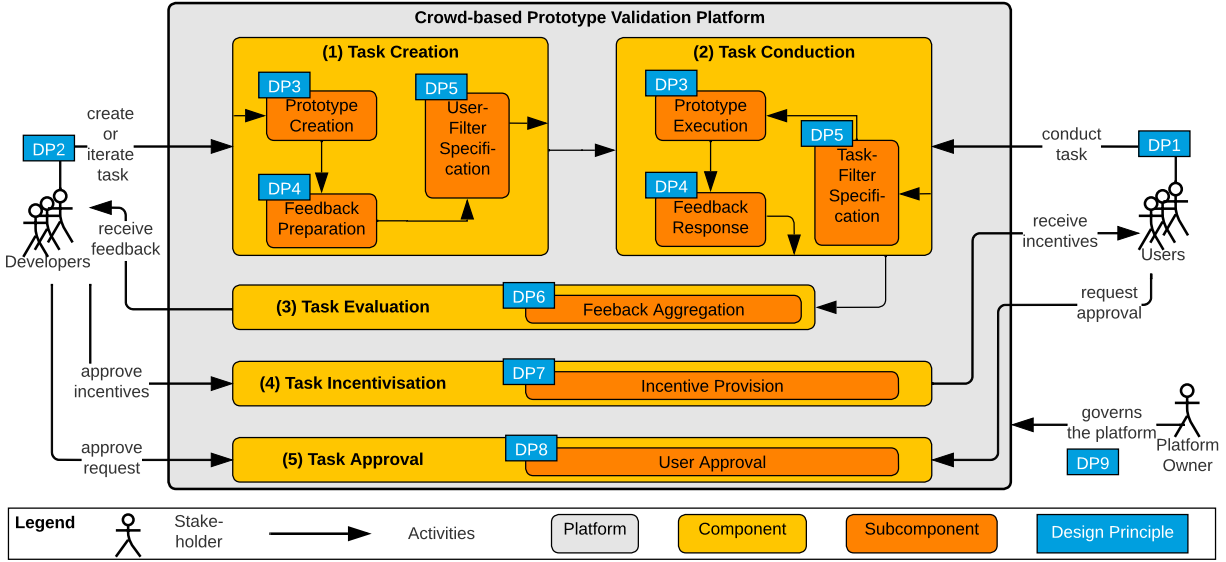 Crowd-based Prototype Validation Platform
(1) Task Creation
DP3
Prototype
Creation
DP4
Feedback
Preparation
DP5
User-
Filter
Specifi-
cation
(2) Task Conduction
DP3
Prototype
Execution
DP4
Feedback
Response
DP5
Task-
Filter
Specifi-
cation
create
or
iterate
task
DP2
Developers
receive
feedback
conduct
task
DP1
Users
receive
incentives
request
approval
(3) Task Evaluation
DP6
Feeback Aggregation
approve
incentives
(4) Task Incentivisation
DP7
Incentive Provision
approve
request
(5) Task Approval
DP8
User Approval
governs
the platform
DP9
Platform
Owner
Legend
Stake-
holder
Activities
Platform
Component
Subcomponent
Design Principle